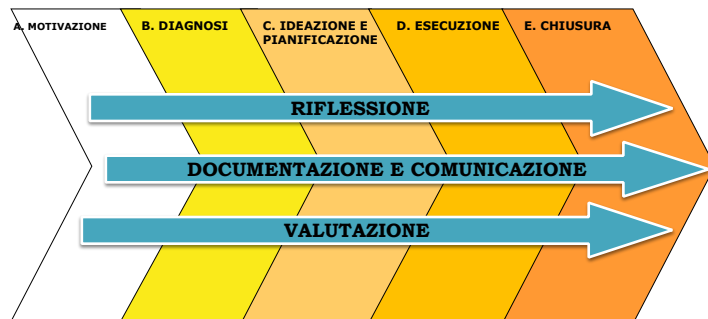 A. MOTIVAZIONE
B. DIAGNOSI
C. IDEAZIONE E
PIANIFICAZIONE
D. ESECUZIONE
E. CHIUSURA
RIFLESSIONE
DOCUMENTAZIONE E COMUNICAZIONE
VALUTAZIONE